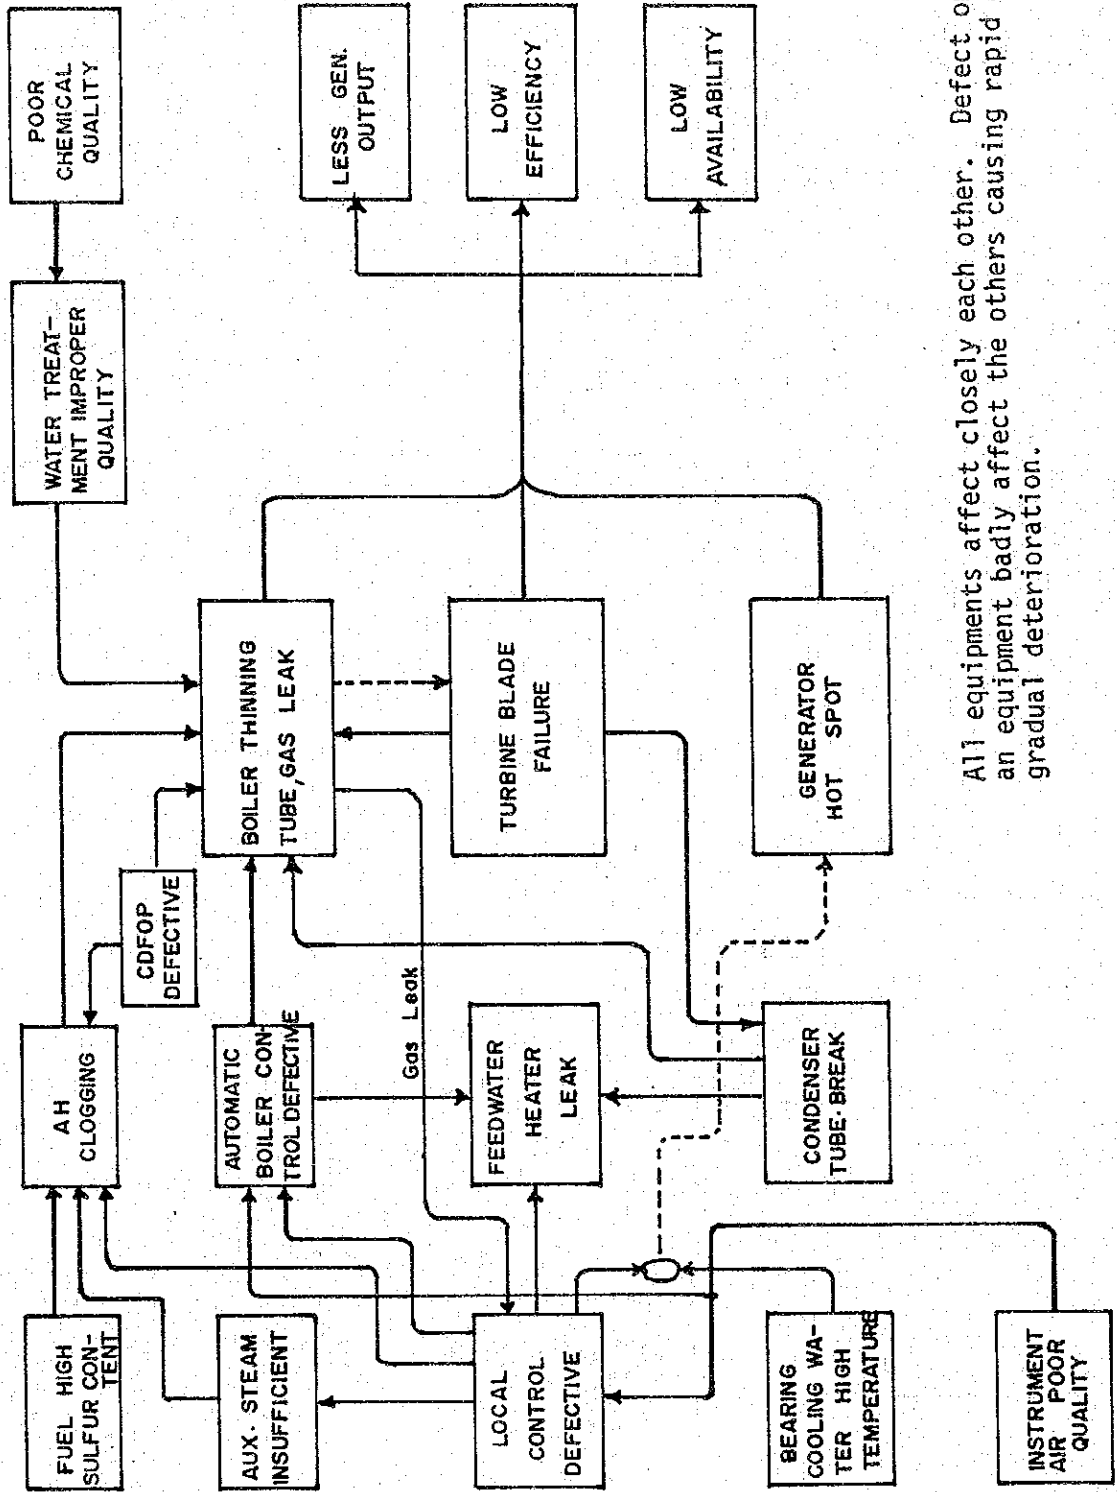 POOR
CHEMICAL
QUALITY
WATER TREAT-
MENT IMPROPER
QUALITY
LESS GEN.
OUTPUT
LOW
EFFICIENCY
LOW
AVAILABILITY
BOILER THINNING
TUBE, GAS LEAK
TURBINE BLADE
FAILURE
GENERATOR
HOT SPOT
CDFOP
DEFECTIVE
AH
CLOGGING
AUTOMATIC
BOILER CON-
TROL DEFECTIVE
Gas Leak
FEEDWATER
HEATER
LEAK
CONDENSER
TUBE-BREAK
FUEL HIGH
SULFUR CON-
TENT
AUX. STEAM
INSUFFICIENT
LOCAL
CONTROL
DEFECTIVE
BEARING
COOLING WA-
TER HIGH
TEMPERATURE
INSTRUMENT
AIR POOR
QUALITY
All equipments affect closely each other. Defect o
an equipment badly affect the others causing rapid
gradual deterioration.